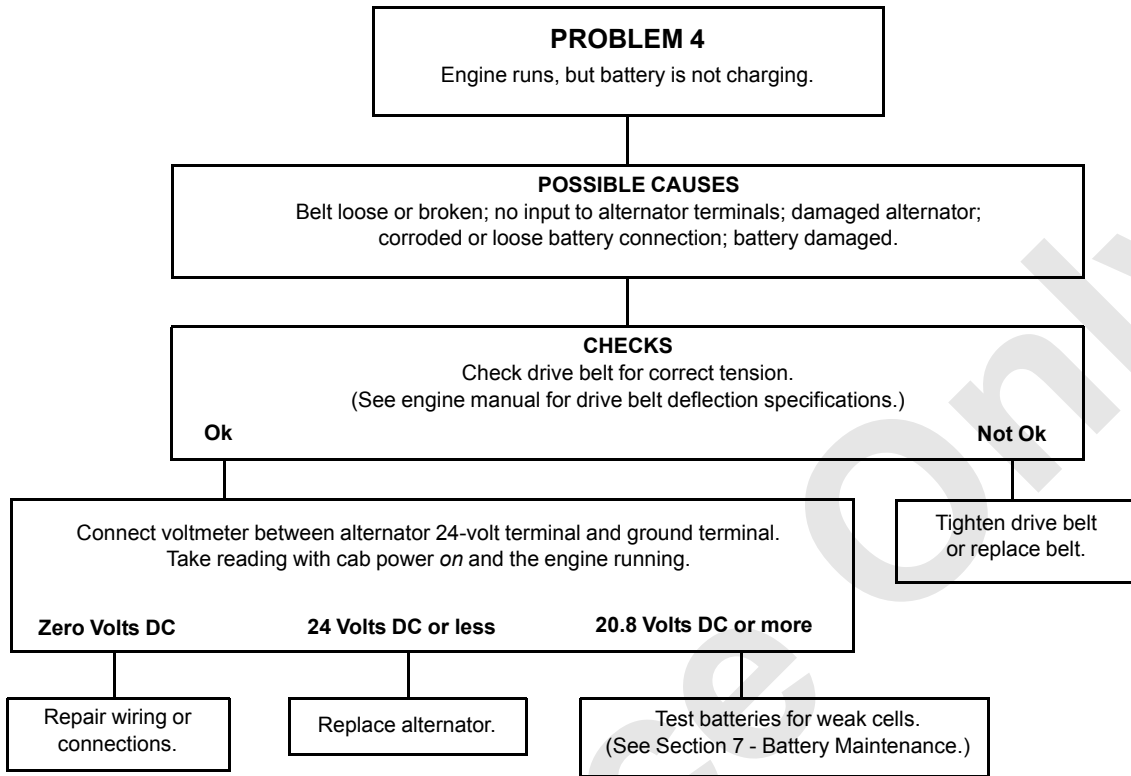 PROBLEM 4
Engine runs, but battery is not charging.
POSSIBLE CAUSES
Belt loose or broken; no input to alternator terminals; damaged alternator;
corroded or loose battery connection; battery damaged.
CHECKS
Check drive belt for correct tension.
(See engine manual for drive belt deflection specifications.)
Ok
Not Ok
Connect voltmeter between alternator 24-volt terminal and ground terminal.
Take reading with cab power on and the engine running.
Zero Volts DC
24 Volts DC or less
20.8 Volts DC or more
Tighten drive belt
or replace belt.
Repair wiring or
connections.
Replace alternator.
Test batteries for weak cells.
(See Section 7 - Battery Maintenance.)